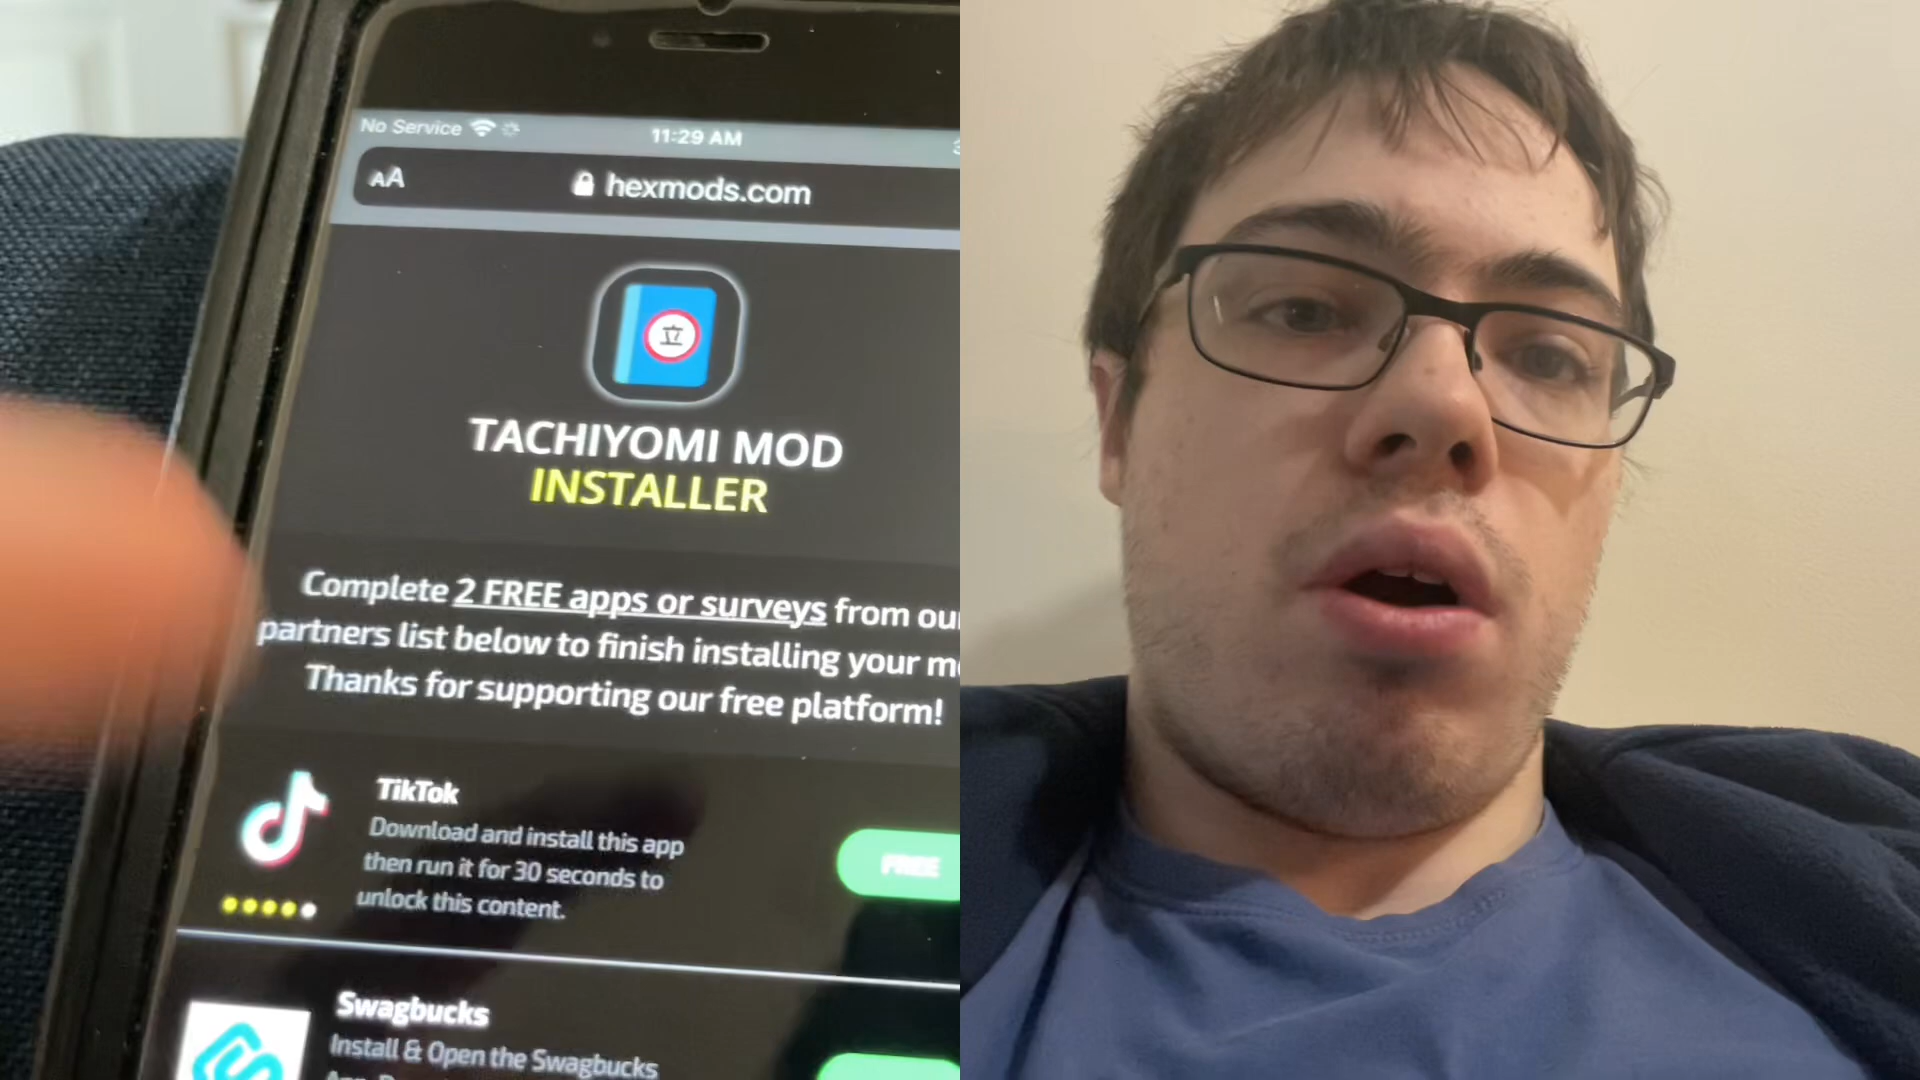 No Service
11:29 AM
AA
hexmods.com
立
TACHIYOMI MOD
INSTALLER
Complete 2 FREE apps or surveys from
partners list below to finish installing your
Thanks for supporting our free platform!
TikTok
Download and install this app
then run it for 30 seconds to
unlock this content.
FREE
Swagbucks
Install & Open the Swagbucks